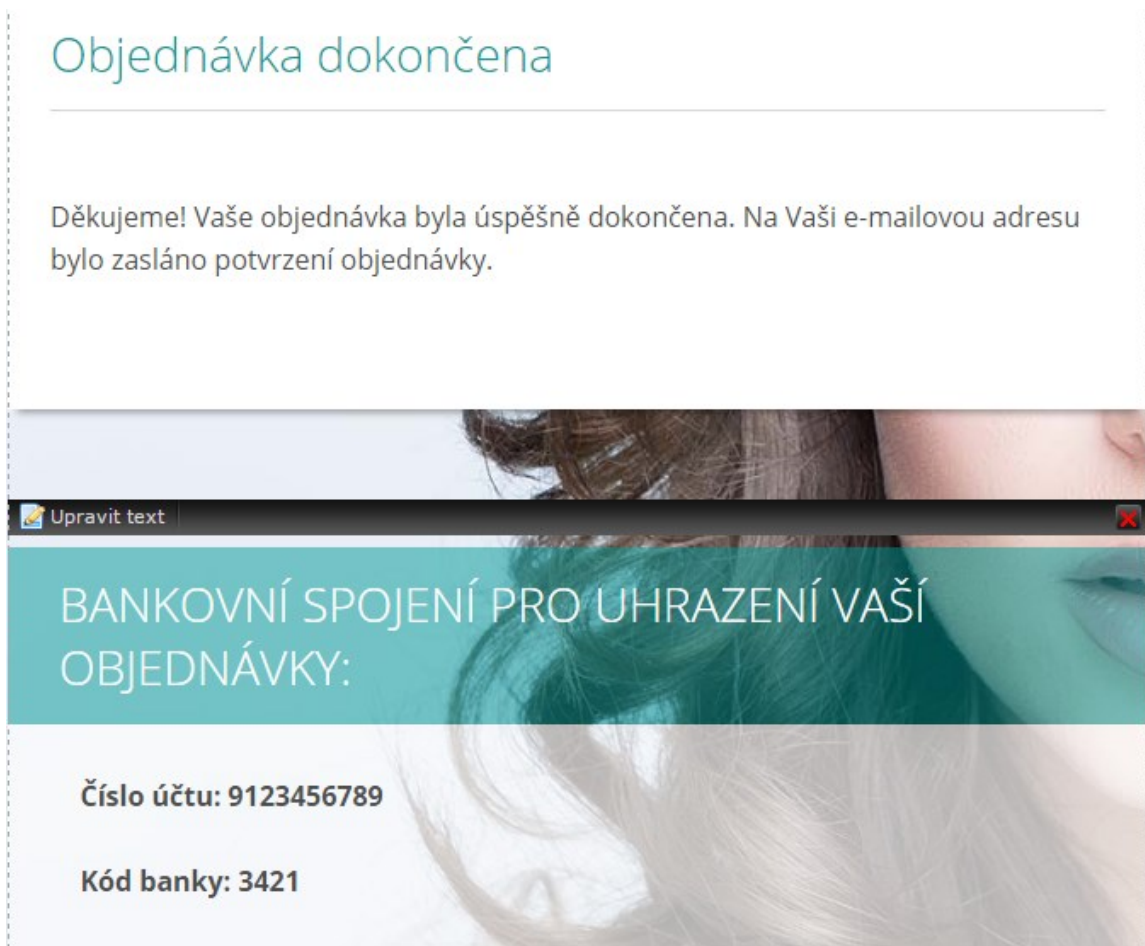 Objednávka dokončena
Děkujeme! Vaše objednávka byla úspěšně dokončena. Na Vaši e-mailovou adresu
bylo zasláno potvrzení objednávky.
Upravit text
BANKOVNÍ SPOJENÍ PRO UHRAZENÍ VAŠÍ
OBJEDNÁVKY:
Číslo účtu: 9123456789
Kód banky: 3421